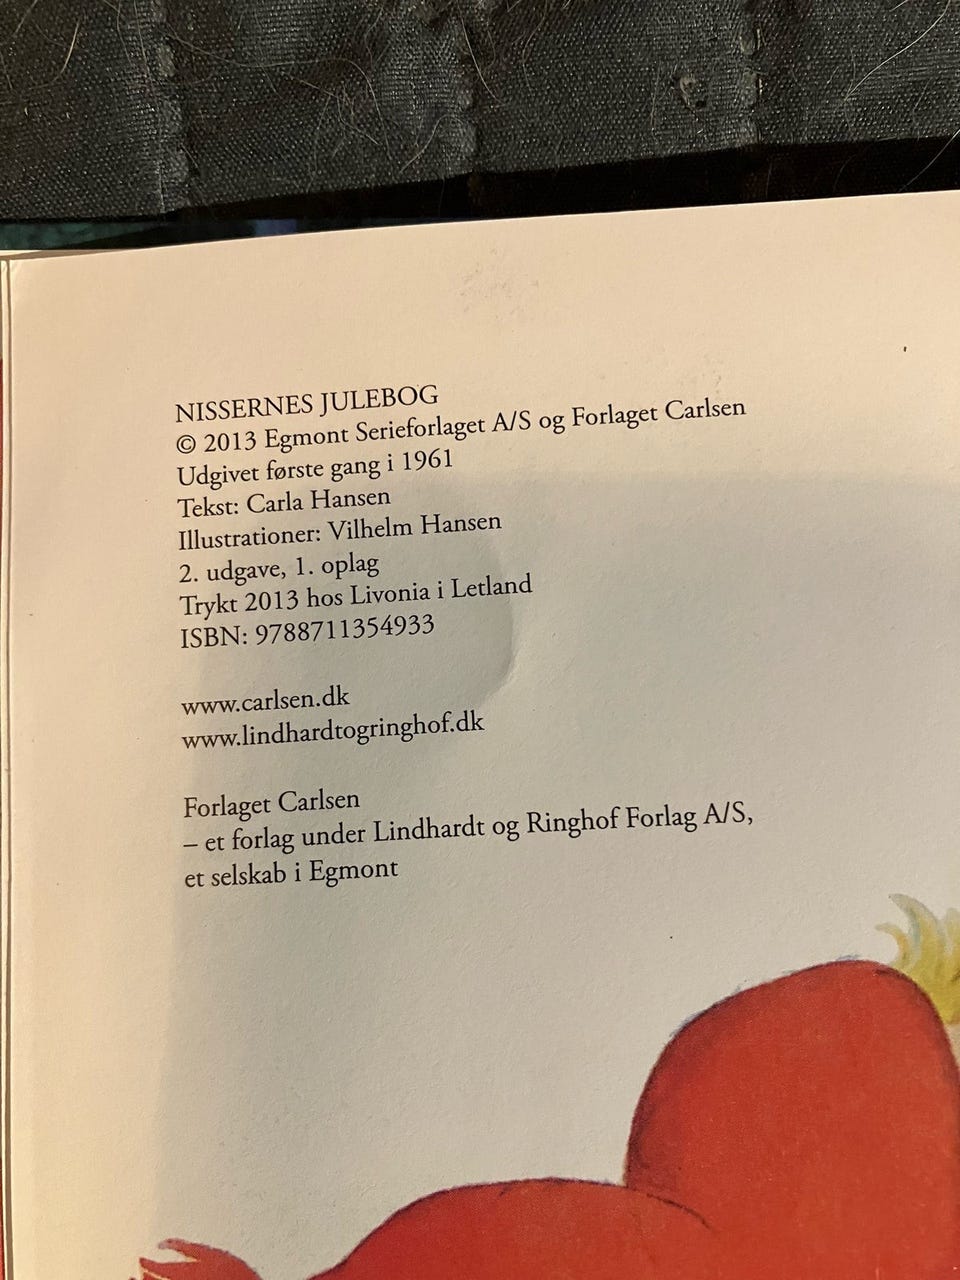 NISSERNES JULEBOG
© 2013 Egmont Serieforlaget A/S og Forlaget Carlsen
Udgivet første gang i 1961
Tekst: Carla Hansen
Illustrationer: Vilhelm Hansen
2. udgave, 1. oplag
Trykt 2013 hos Livonia i Letland
ISBN: 9788711354933
www.carlsen.dk
www.lindhardtogringhof.dk
Forlaget Carlsen
– et forlag under Lindhardt og Ringhof Forlag A/S,
et selskab i Egmont